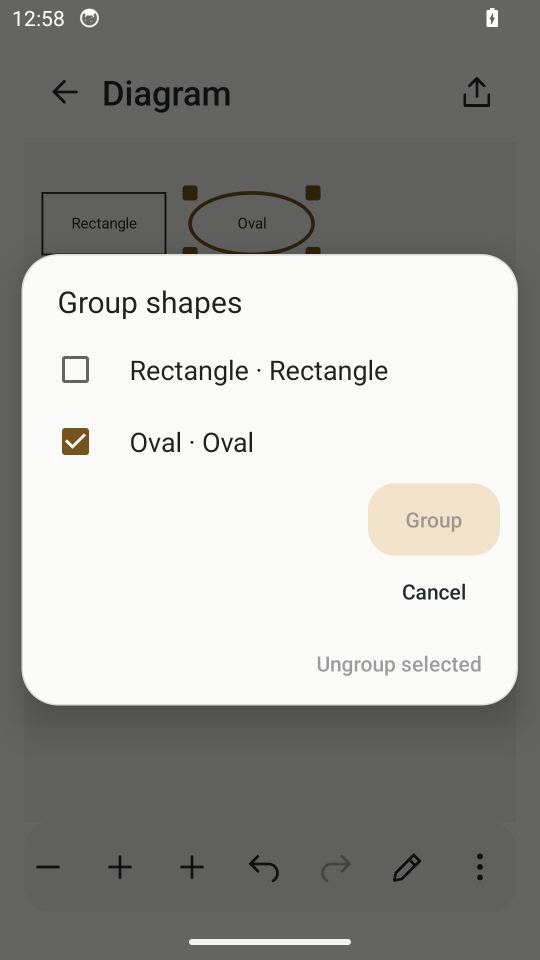 12:58
Diagram
Rectangle
Oval
Group shapes
Rectangle · Rectangle
Oval · Oval
Group
Cancel
Ungroup selected